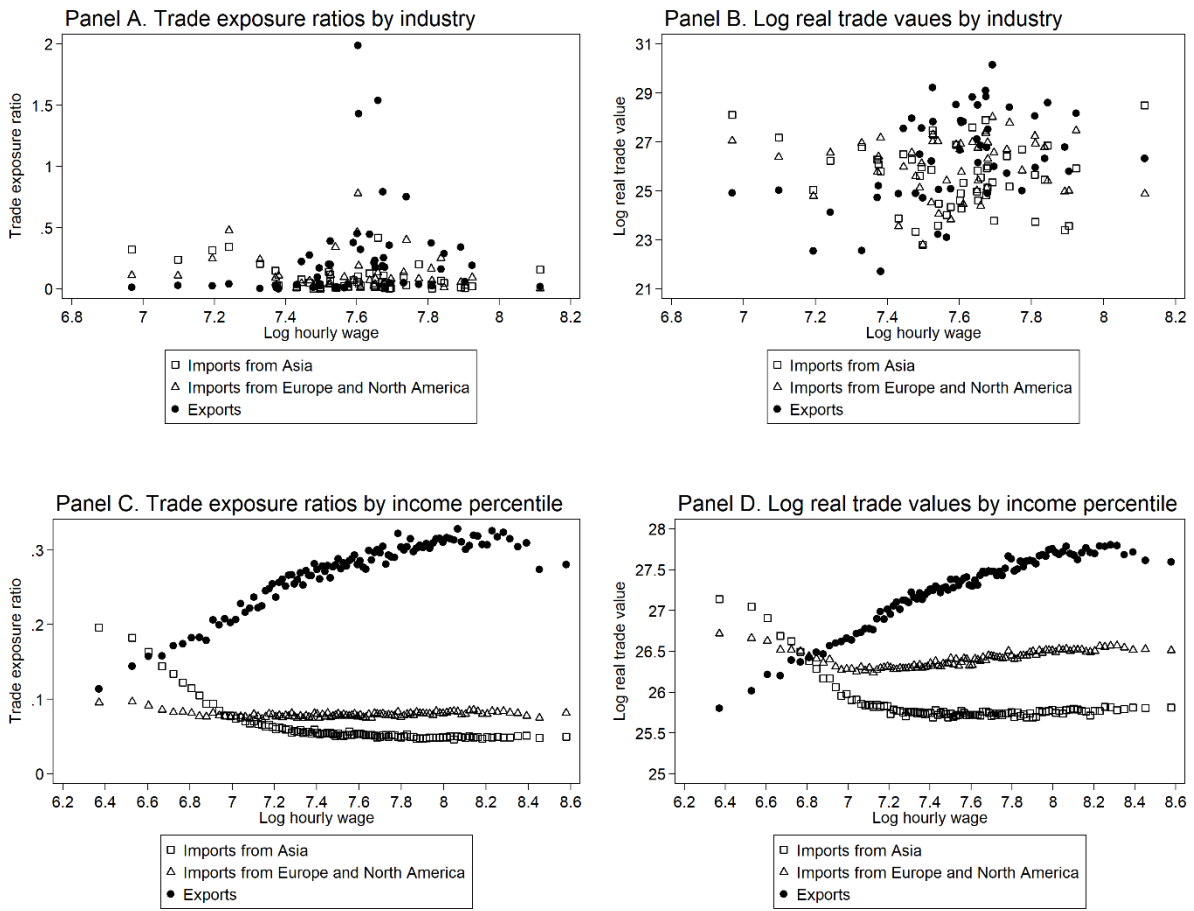 Panel A. Trade exposure ratios by industry
Trade exposure ratio
2
1.5
1
.5
0
6.8 7 7.2 7.4 7.6 7.8 8 8.2
Log hourly wage
Imports from Asia
Imports from Europe and North America
Exports
Panel B. Log real trade vaues by industry
Log real trade value
31
29
27
25
23
21
6.8 7 7.2 7.4 7.6 7.8 8 8.2
Log hourly wage
Imports from Asia
Imports from Europe and North America
Exports
Panel C. Trade exposure ratios by income percentile
Trade exposure ratio
.3
.2
.1
0
6.2 6.4 6.6 6.8 7 7.2 7.4 7.6 7.8 8 8.2 8.4 8.6
Log hourly wage
Imports from Asia
Imports from Europe and North America
Exports
Panel D. Log real trade values by income percentile
Log real trade value
28
27.5
27
26.5
26
25.5
25
6.2 6.4 6.6 6.8 7 7.2 7.4 7.6 7.8 8 8.2 8.4 8.6
Log hourly wage
Imports from Asia
Imports from Europe and North America
Exports